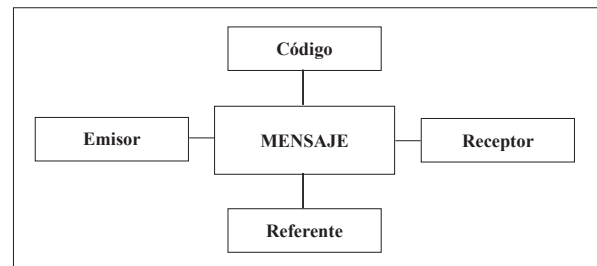 Código
Emisor
MENSAJE
Receptor
Referente